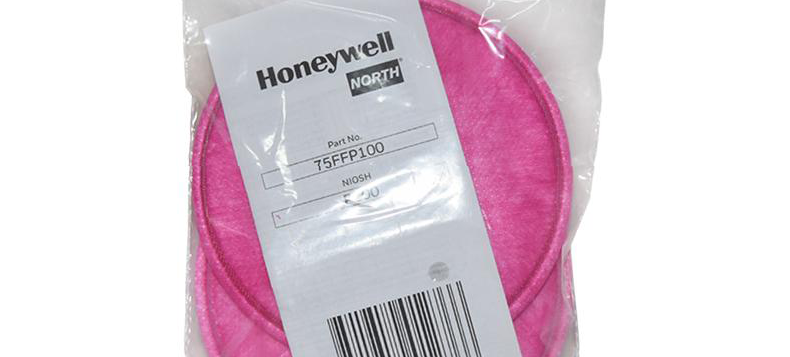 Honeywell
NORTH
Part No.
75FFP100
NIOSH